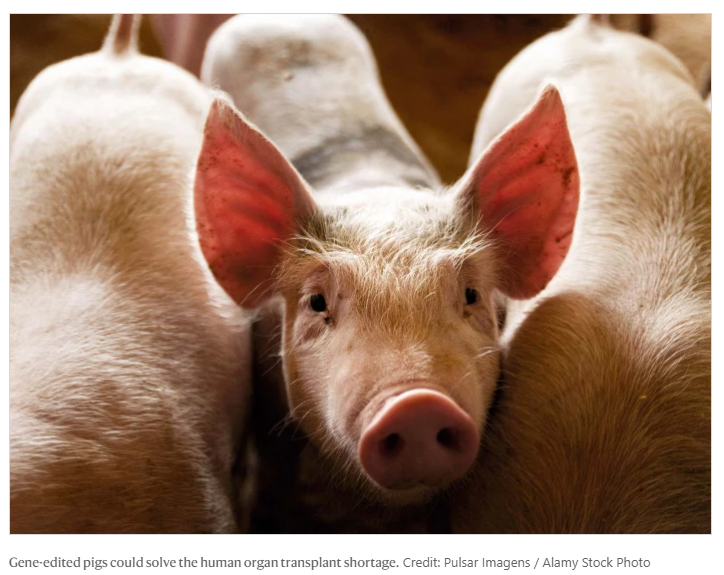 Gene-edited pigs could solve the human organ transplant shortage. Credit: Pulsar Imagens / Alamy Stock Photo